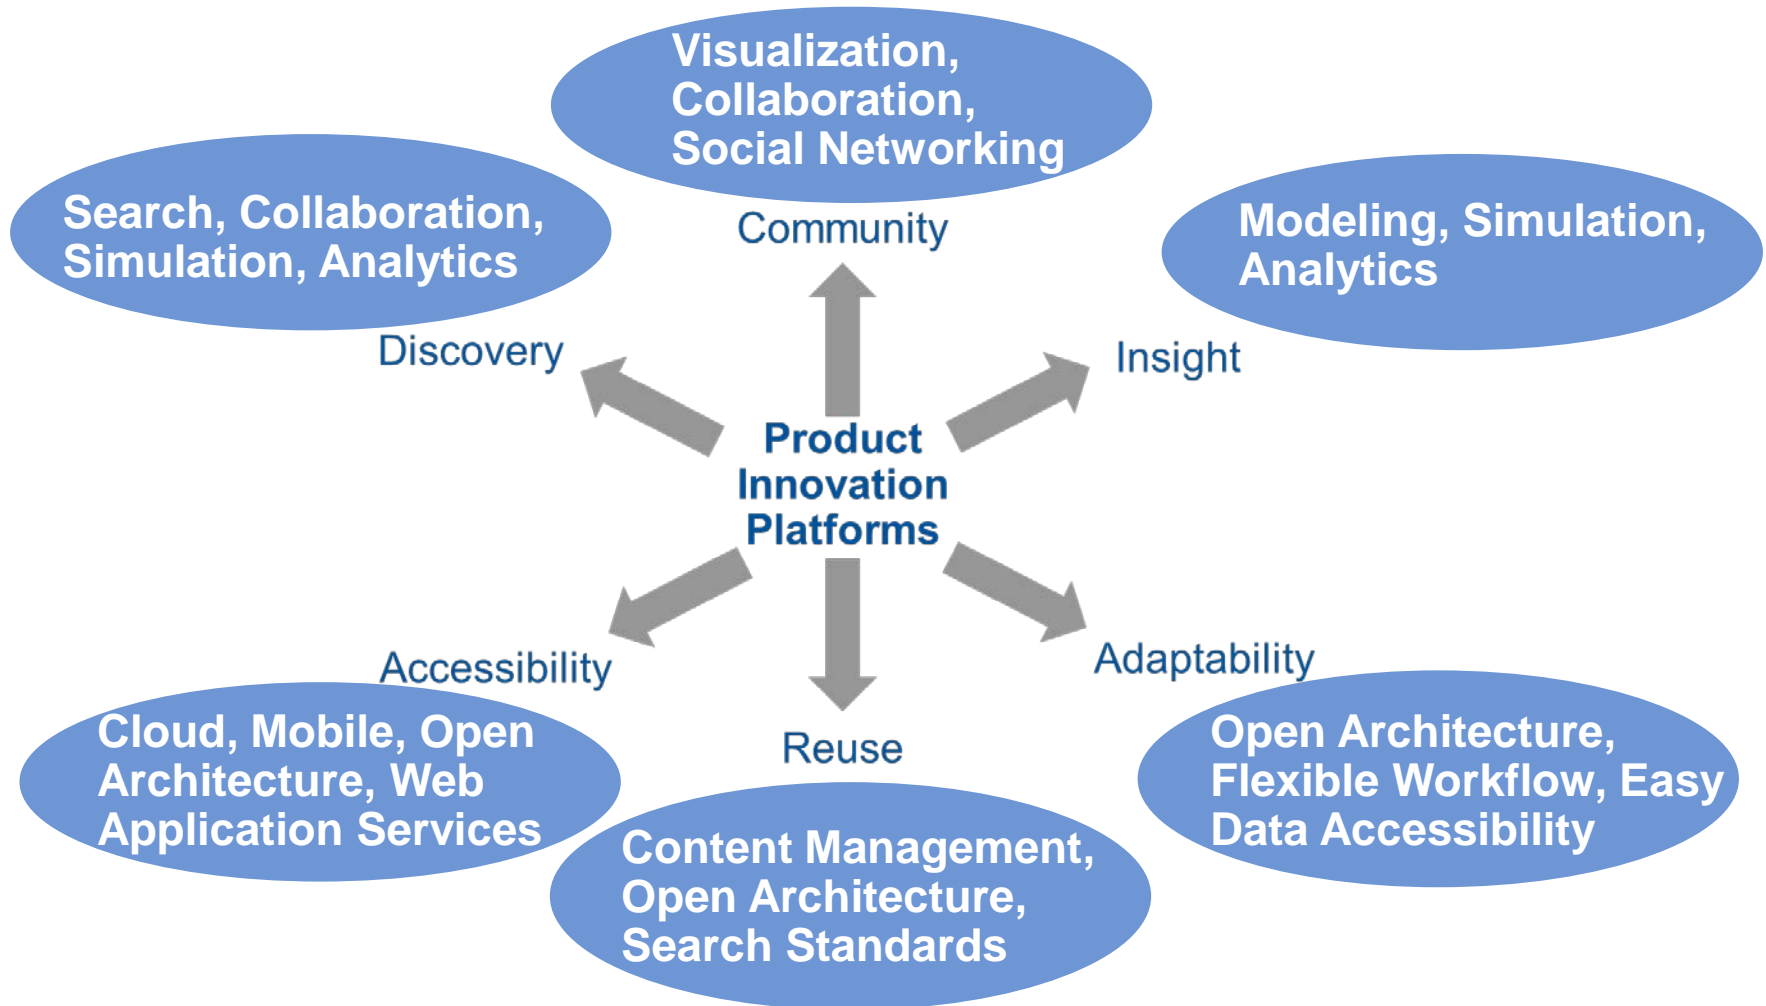 Visualization,
Collaboration,
Social Networking
Community
Search, Collaboration,
Simulation, Analytics
Discovery
Modeling, Simulation,
Analytics
Insight
Product
Innovation
Platforms
Accessibility
Cloud, Mobile, Open
Architecture, Web
Application Services
Reuse
Content Management,
Open Architecture,
Search Standards
Adaptability
Open Architecture,
Flexible Workflow, Easy
Data Accessibility